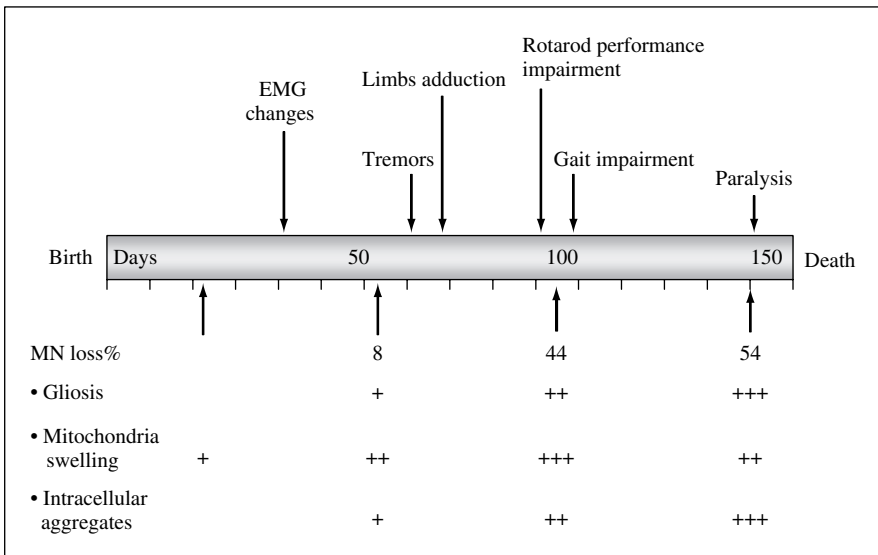 Rotarod performance
impairment
Limbs adduction
EMG
changes
Tremors
Gait impairment
Paralysis
Birth Days 50 100 150 Death
MN loss% 8 44 54
• Gliosis + ++ +++
• Mitochondria
swelling + ++ +++ ++
• Intracellular
aggregates + ++ +++